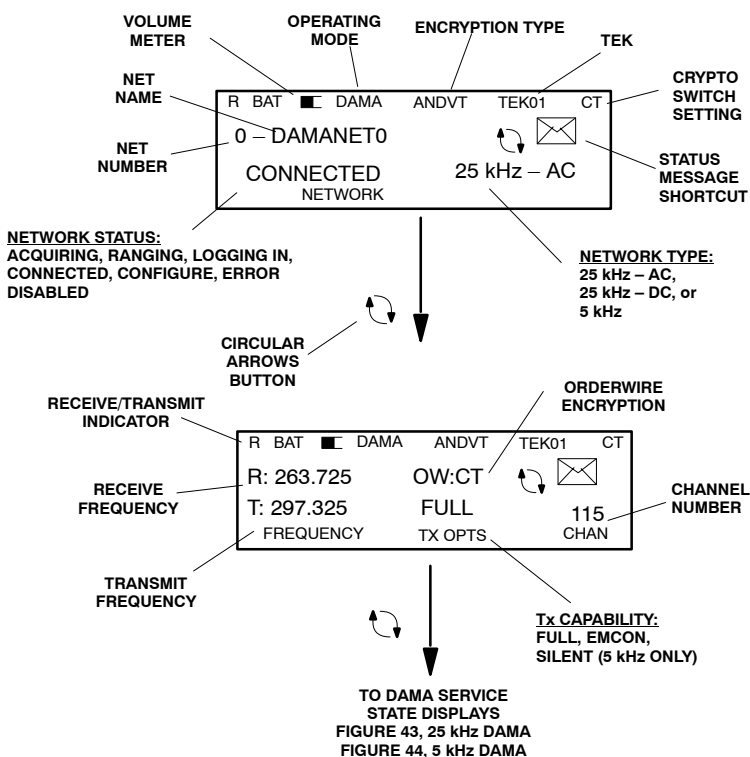 VOLUME
METER
OPERATING
MODE
ENCRYPTION TYPE
TEK
NET
NAME
CRYPTO
SWITCH
SETTING
R BAT DAMA ANDVT TEK01 CT
0 – DAMANET0
NET
NUMBER
CONNECTED
25 kHz – AC
NETWORK
STATUS
MESSAGE
SHORTCUT
NETWORK STATUS:
ACQUIRING, RANGING, LOGGING IN,
CONNECTED, CONFIGURE, ERROR
DISABLED
NETWORK TYPE:
25 kHz – AC,
25 kHz – DC, or
5 kHz
CIRCULAR
ARROWS
BUTTON
ORDERWIRE
ENCRYPTION
RECEIVE/TRANSMIT
INDICATOR
R BAT DAMA ANDVT TEK01 CT
R: 263.725 OW:CT
RECEIVE
FREQUENCY
T: 297.325 FULL 115
FREQUENCY TX OPTS CHAN
CHANNEL
NUMBER
TRANSMIT
FREQUENCY
Tx CAPABILITY:
FULL, EMCON,
SILENT (5 kHz ONLY)
TO DAMA SERVICE
STATE DISPLAYS
FIGURE 43, 25 kHz DAMA
FIGURE 44, 5 kHz DAMA